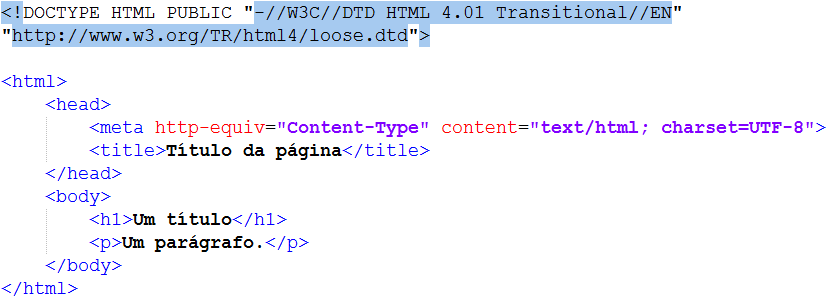 <!DOCTYPE HTML PUBLIC "-//W3C//DTD HTML 4.01 Transitional//EN"
"http://www.w3.org/TR/html4/loose.dtd">
<html>
<head>
<meta http-equiv="Content-Type" content="text/html; charset=UTF-8">
<title>Título da página</title>
</head>
<body>
<h1>Um título</h1>
<p>Um parágrafo.</p>
</body>
</html>